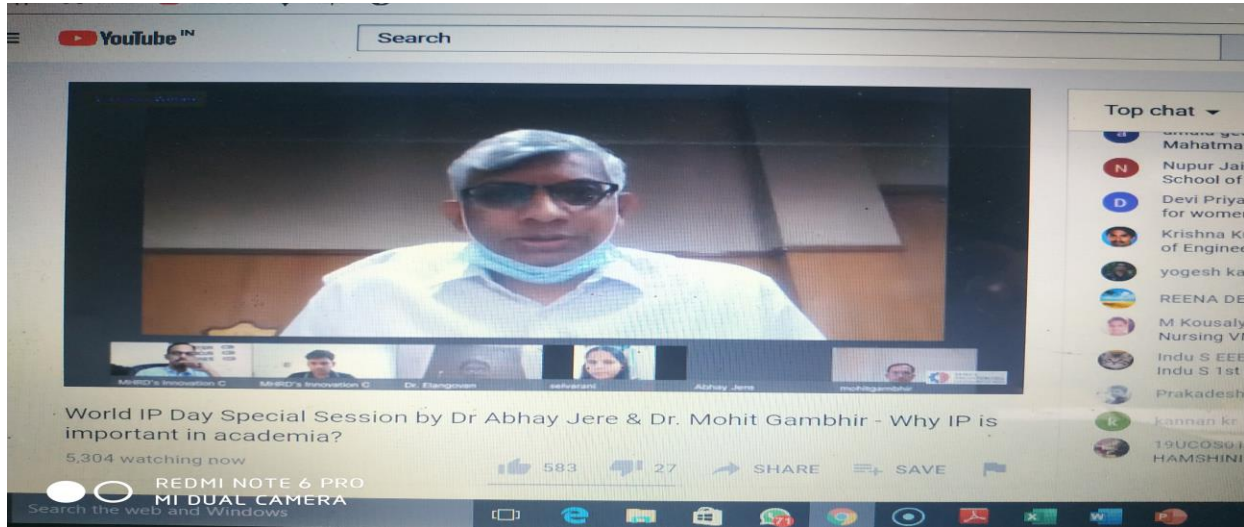 YouTube IN
Search
Top chat
Mahatma
N
Nupur Jai
School of
D
Devi Priya
for women
Krishna K
of Enginee
yogesh ka
REENA DE
M Kousaly
Nursing V
Indu S EEE
Indu S 1st
Prakadesh
k
kannan kr
HAMSHINI
MHRD's Innovation C
MHRD's Innovation C
Dr. Elangovan
selvarani
Abhay Jere
mohitgambhir
World IP Day Special Session by Dr Abhay Jere & Dr. Mohit Gambhir - Why IP is
important in academia?
5,304 watching now
583
27
SHARE
SAVE
REDMI NOTE 6 PRO
MI DUAL CAMERA
Search the web and Windows
71